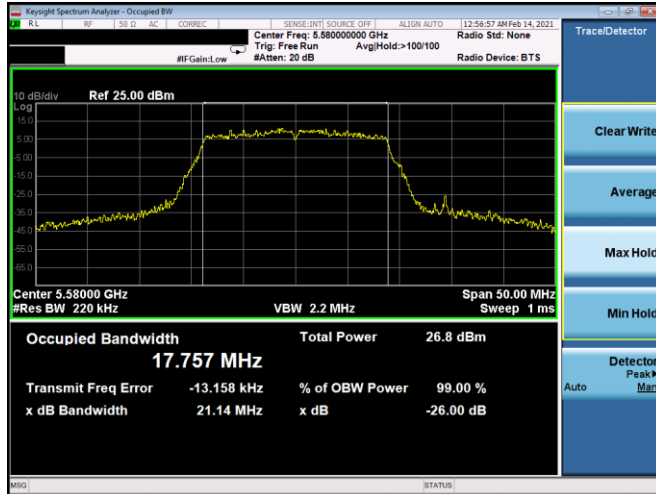 Keysight Spectrum Analyzer - Occupied BW
RL RF 50 Ω AC CORREC SENSE:INT SOURCE OFF ALIGN AUTO 12:56:57 AM Feb 14, 2021
Center Freq: 5.580000000 GHz Radio Std: None
Trig: Free Run Avg|Hold:>100/100
#IFGain:Low #Atten: 20 dB Radio Device: BTS
10 dB/div Ref 25.00 dBm
Log
15.0
5.00
-5.00
-15.0
-25.0
-35.0
-45.0
-55.0
-65.0
Center 5.58000 GHz Span 50.00 MHz
#Res BW 220 kHz VBW 2.2 MHz Sweep 1 ms
Occupied Bandwidth Total Power 26.8 dBm
17.757 MHz
Transmit Freq Error -13.158 kHz % of OBW Power 99.00 %
x dB Bandwidth 21.14 MHz x dB -26.00 dB
MSG STATUS
Trace/Detector
Clear Write
Average
Max Hold
Min Hold
Detector
Peak
Auto Man